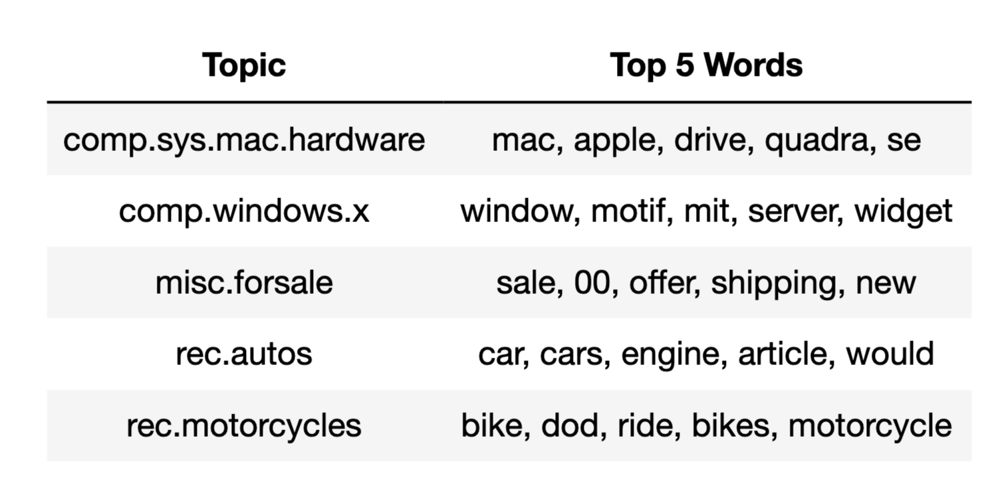 Topic Top 5 Words
comp.sys.mac.hardware mac, apple, drive, quadra, se
comp.windows.x window, motif, mit, server, widget
misc.forsale sale, 00, offer, shipping, new
rec.autos car, cars, engine, article, would
rec.motorcycles bike, dod, ride, bikes, motorcycle